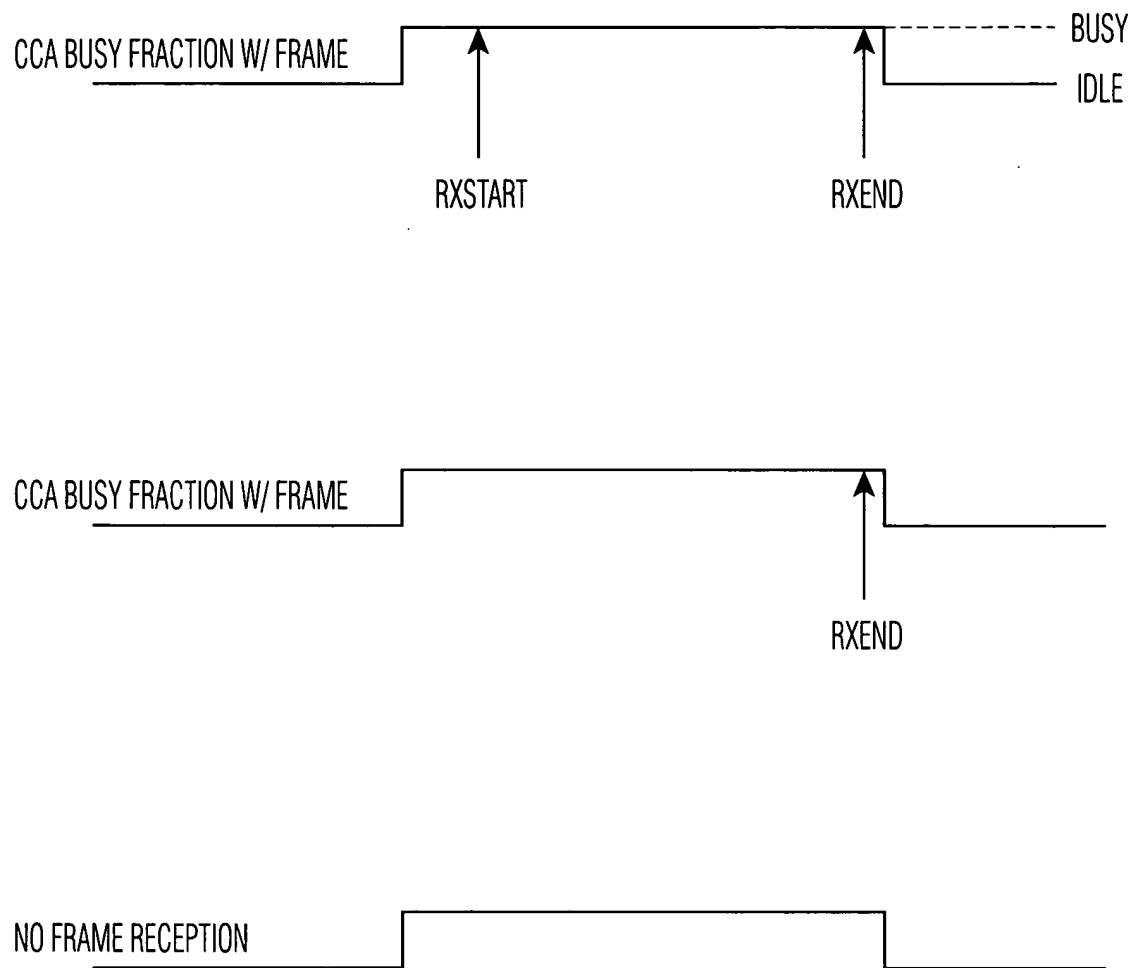 CCA BUSY FRACTION W/ FRAME
BUSY
IDLE
RXSTART
RXEND
CCA BUSY FRACTION W/ FRAME
RXEND
NO FRAME RECEPTION